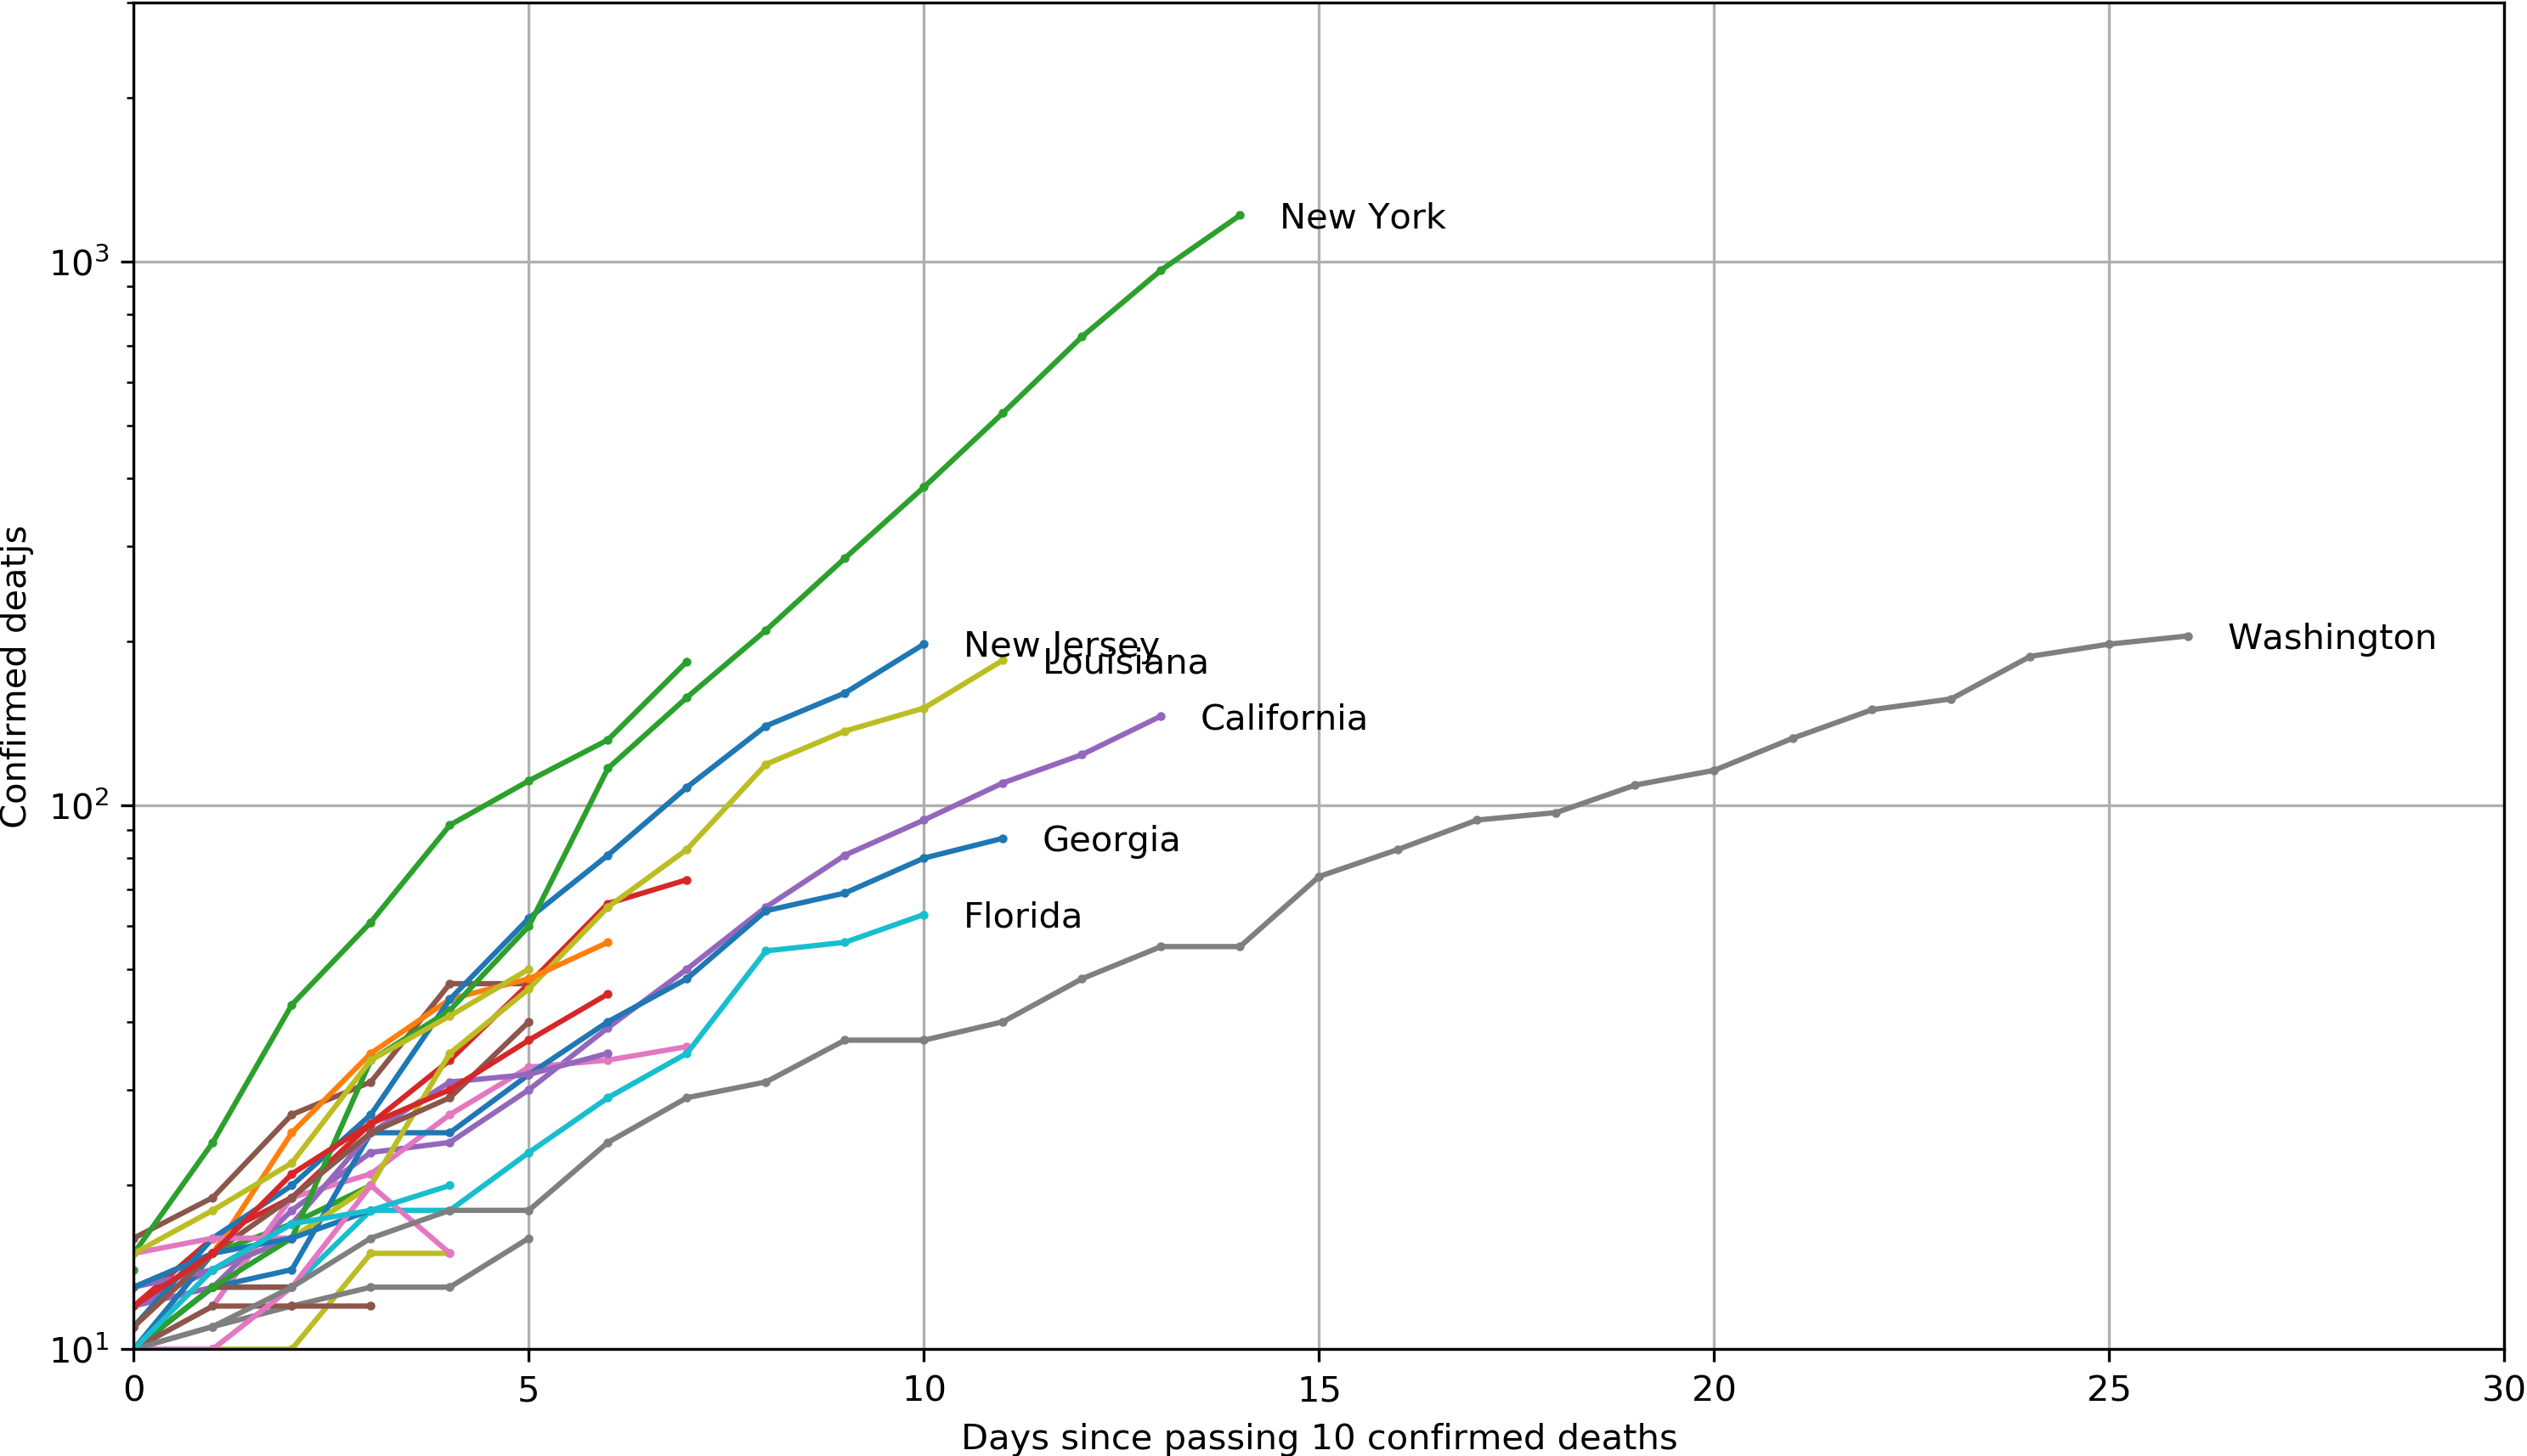 New York
10³
New Jersey
Louisiana
Washington
California
10²
Georgia
Florida
10¹
0 5 10 15 20 25 30
Days since passing 10 confirmed deaths
Confirmed deatjs